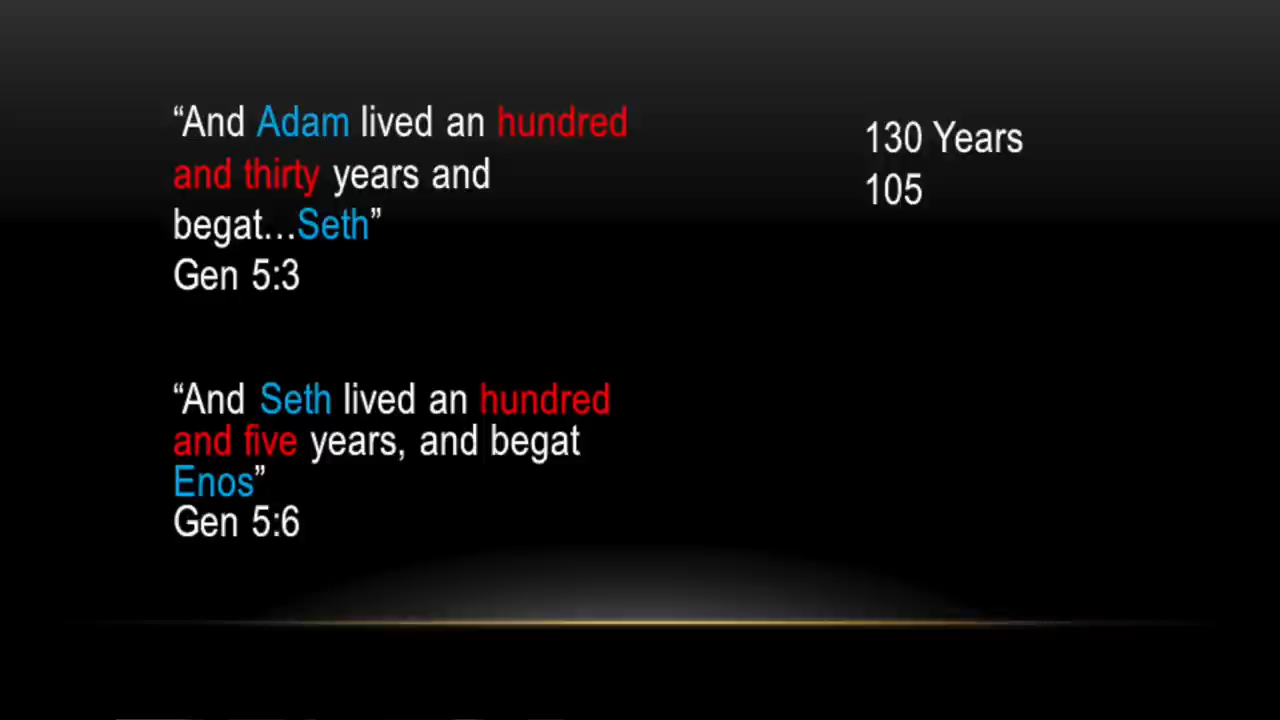 “And Adam lived an hundred
and thirty years and
begat…Seth”
Gen 5:3
“And Seth lived an hundred
and five years, and begat
Enos”
Gen 5:6
130 Years
105